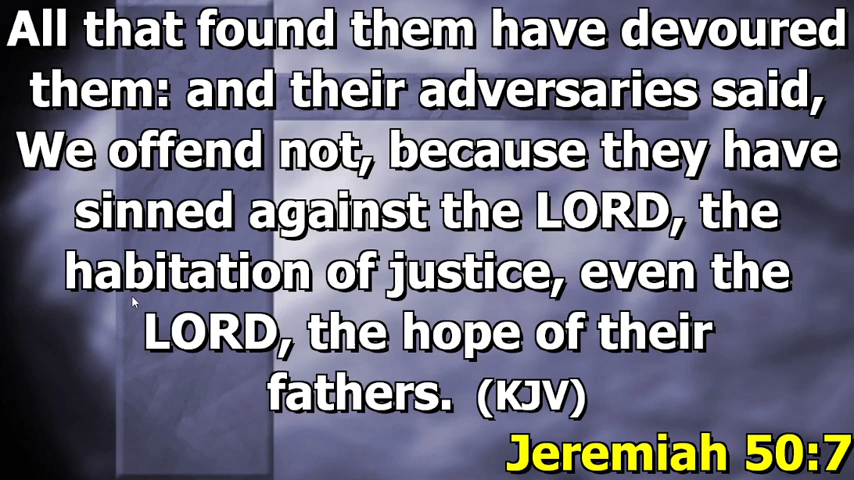 All that found them have devoured
them: and their adversaries said,
We offend not, because they have
sinned against the LORD, the
habitation of justice, even the
LORD, the hope of their
fathers. (KJV)
Jeremiah 50:7